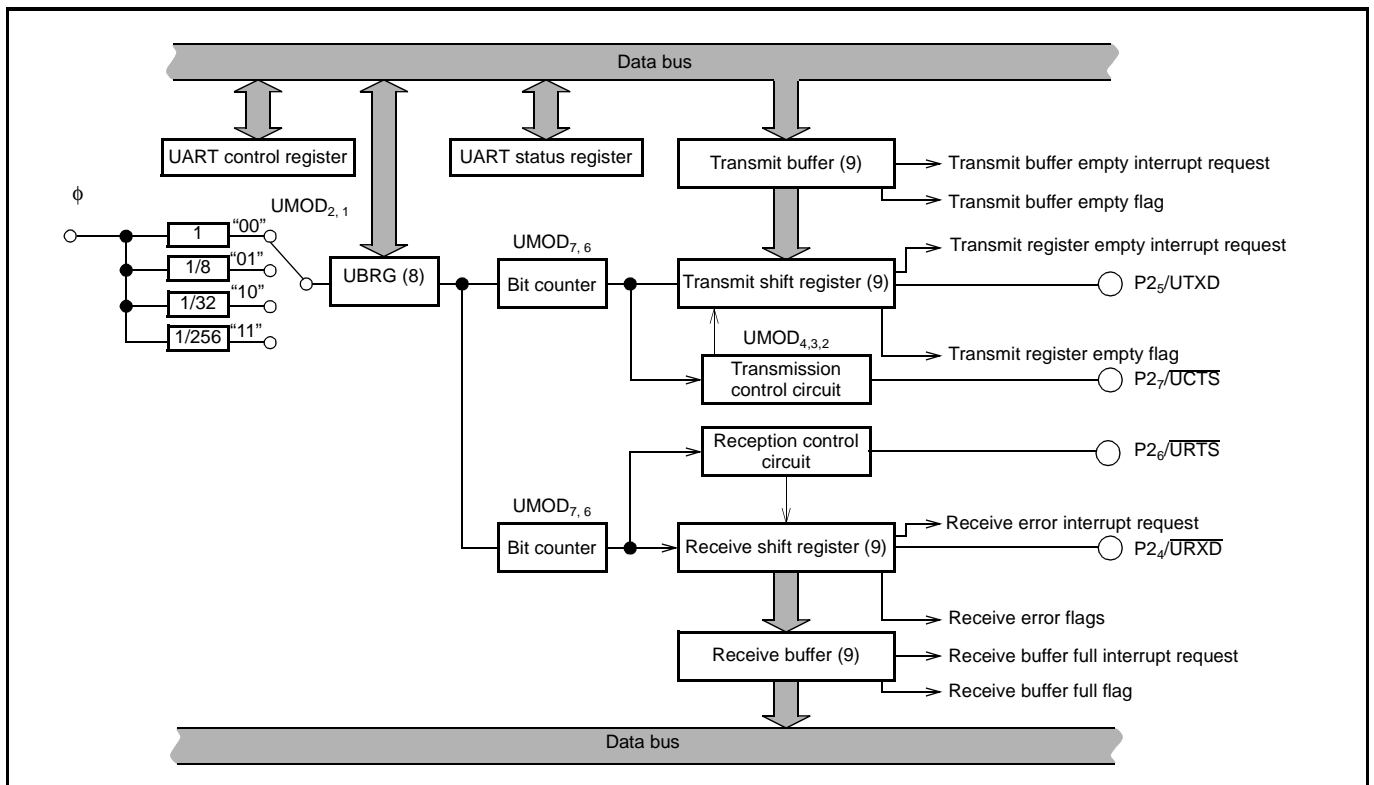 Data bus
UART control register
UART status register
Transmit buffer (9)
Transmit buffer empty interrupt request
Transmit buffer empty flag
ϕ
UMOD2, 1
1
“00”
1/8
“01”
1/32
“10”
1/256
“11”
UBRG (8)
UMOD7, 6
Bit counter
Transmit shift register (9)
Transmit register empty interrupt request
P25/UTXD
Transmit register empty flag
UMOD4,3,2
Transmission
control circuit
P27/U̅C̅T̅S̅
Reception control
circuit
P26/U̅R̅T̅S̅
UMOD7, 6
Bit counter
Receive shift register (9)
Receive error interrupt request
P24/U̅R̅X̅D̅
Receive error flags
Receive buffer (9)
Receive buffer full interrupt request
Receive buffer full flag
Data bus